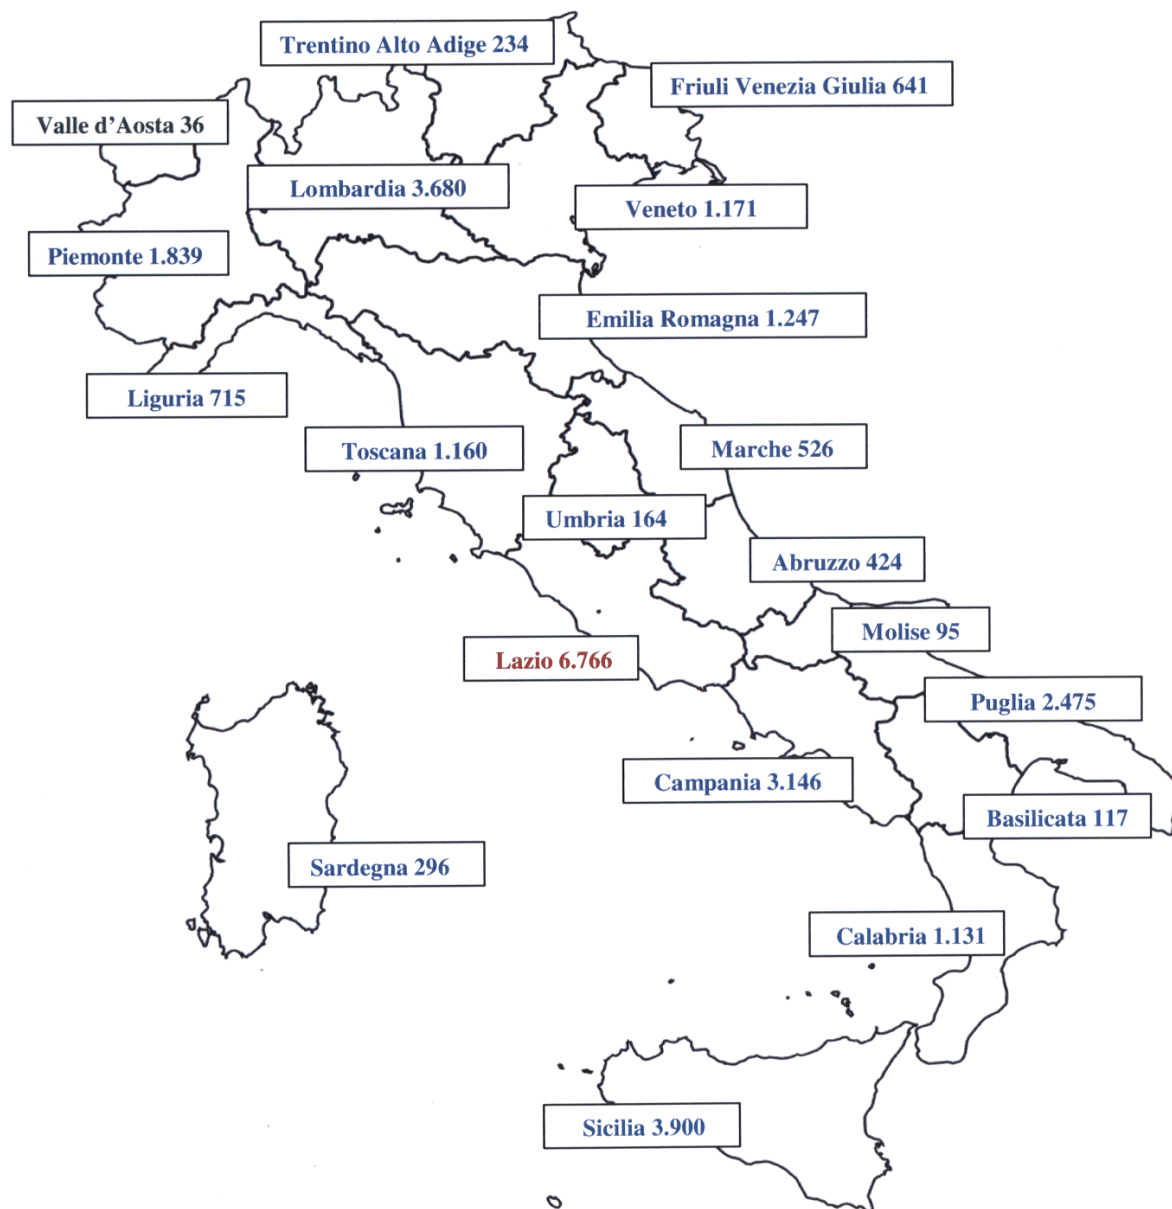 Trentino Alto Adige 234
Friuli Venezia Giulia 641
Valle d’Aosta 36
Lombardia 3.680
Veneto 1.171
Piemonte 1.839
Emilia Romagna 1.247
Liguria 715
Toscana 1.160
Marche 526
Umbria 164
Abruzzo 424
Molise 95
Lazio 6.766
Puglia 2.475
Campania 3.146
Basilicata 117
Sardegna 296
Calabria 1.131
Sicilia 3.900